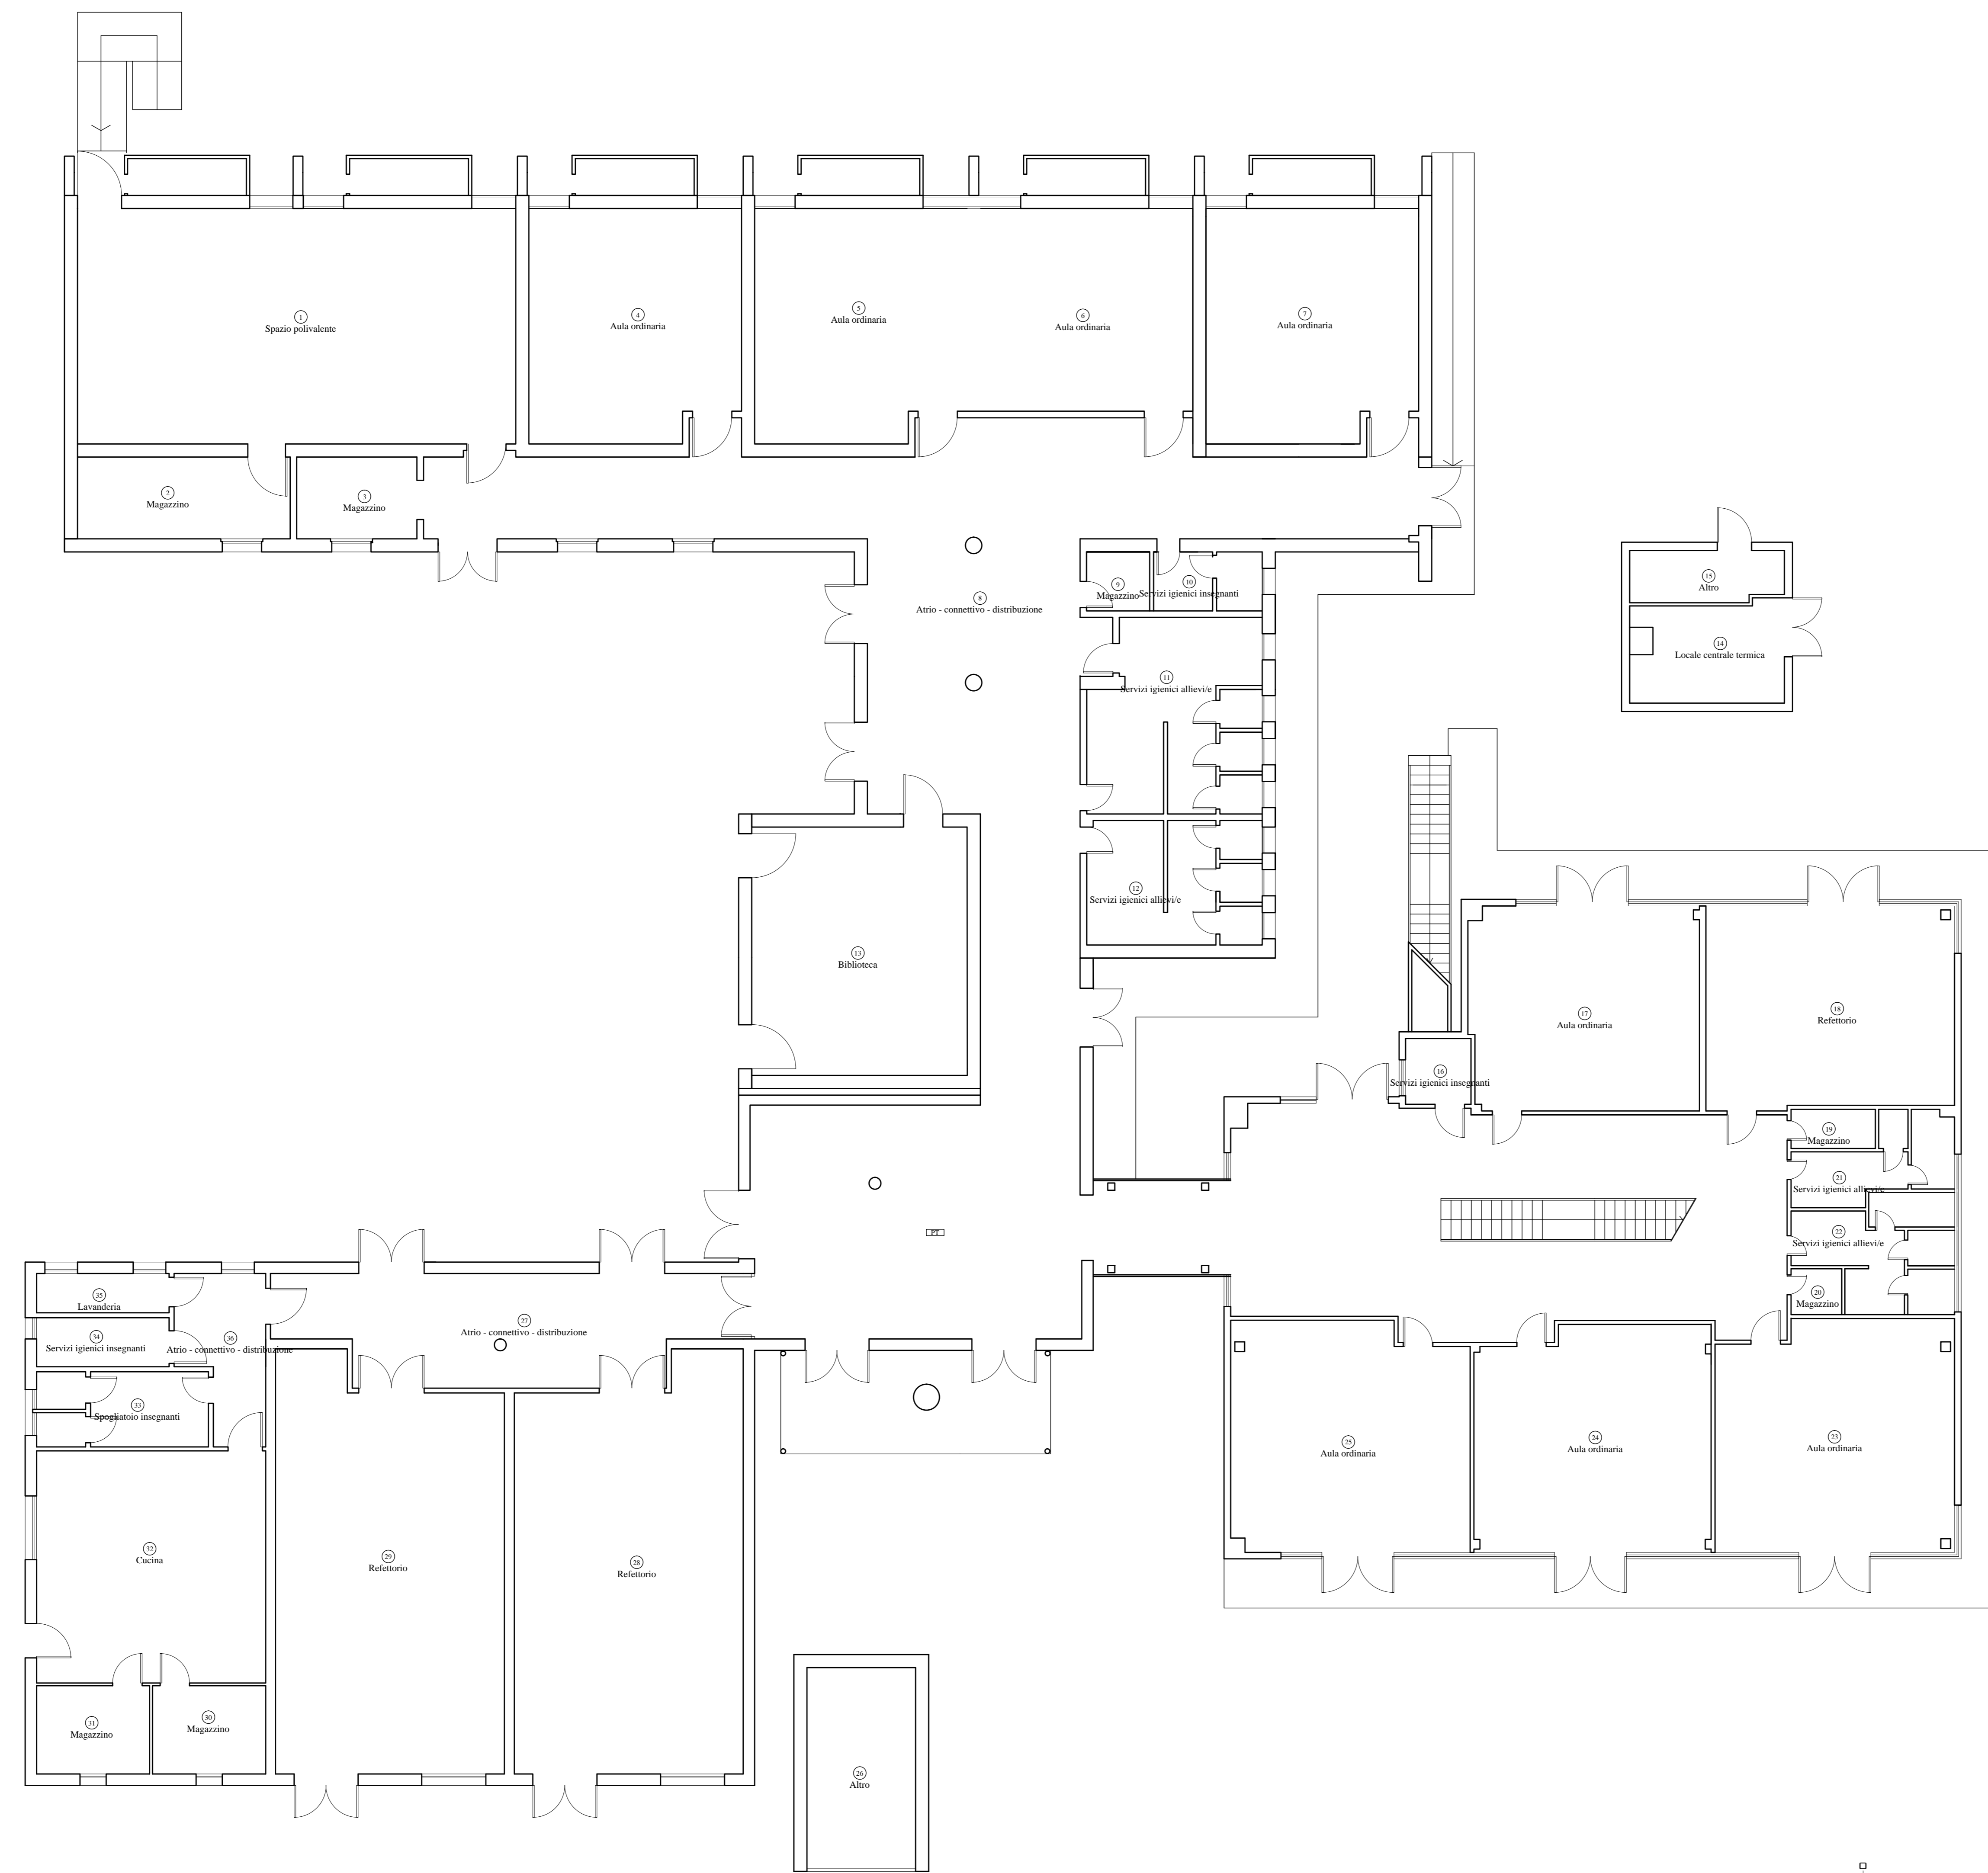 1
Spazio polivalente
4
Aula ordinaria
5
Aula ordinaria
6
Aula ordinaria
7
Aula ordinaria
2
Magazzino
3
Magazzino
8
Atrio - connettivo - distribuzione
9
Magazzino
10
Servizi igienici insegnanti
15
Altro
14
Locale centrale termica
11
Servizi igienici allievi/e
12
Servizi igienici allievi/e
13
Biblioteca
17
Aula ordinaria
18
Refettorio
16
Servizi igienici insegnanti
19
Magazzino
21
Servizi igienici allievi/e
22
Servizi igienici allievi/e
20
Magazzino
PT
35
Lavanderia
34
Servizi igienici insegnanti
36
Atrio - connettivo - distribuzione
27
Atrio - connettivo - distribuzione
33
Spogliatoio insegnanti
25
Aula ordinaria
24
Aula ordinaria
23
Aula ordinaria
32
Cucina
29
Refettorio
28
Refettorio
31
Magazzino
30
Magazzino
26
Altro